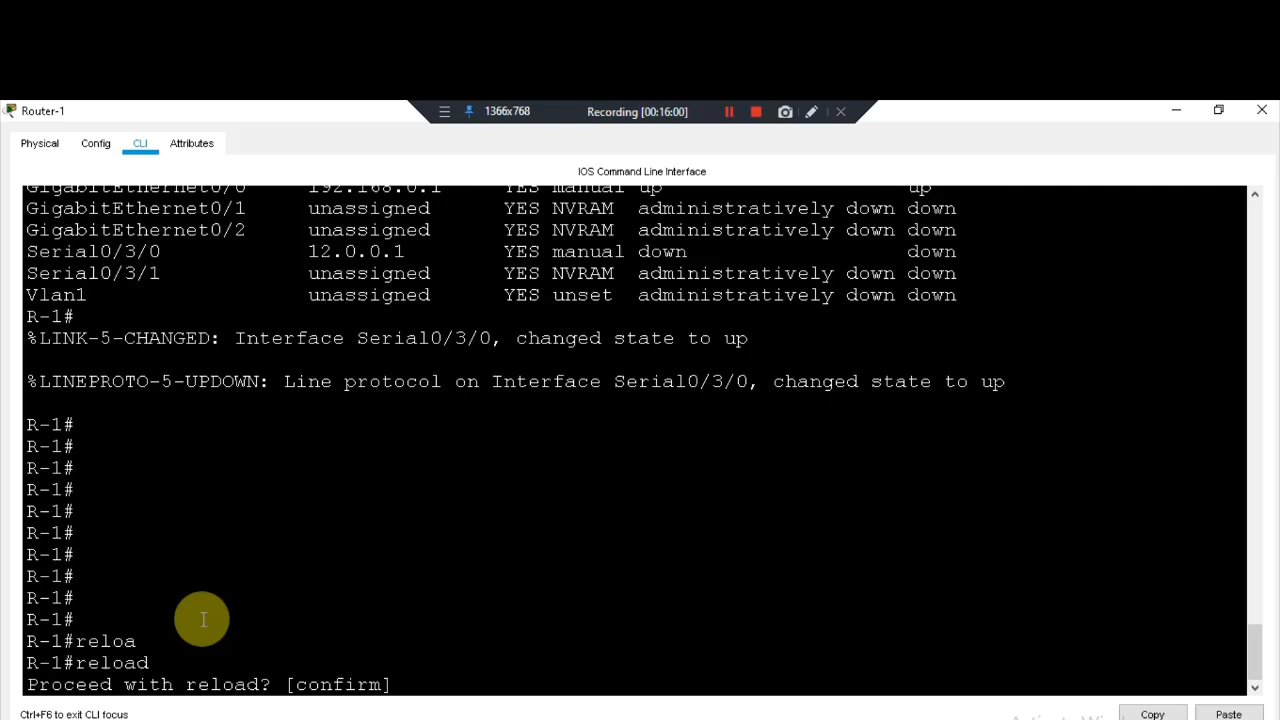 Router-1
1366x768
Recording [00:16:00]
Physical
Config
CLI
Attributes
IOS Command Line Interface
GigabitEthernet0/0 192.168.0.1 YES manual up up
GigabitEthernet0/1 unassigned YES NVRAM administratively down down
GigabitEthernet0/2 unassigned YES NVRAM administratively down down
Serial0/3/0 12.0.0.1 YES manual down down
Serial0/3/1 unassigned YES NVRAM administratively down down
Vlan1 unassigned YES unset administratively down down
R-1#
%LINK-5-CHANGED: Interface Serial0/3/0, changed state to up
%LINEPROTO-5-UPDOWN: Line protocol on Interface Serial0/3/0, changed state to up
R-1#
R-1#
R-1#
R-1#
R-1#
R-1#
R-1#
R-1#
R-1#
R-1#
R-1#reloa
R-1#reload
Proceed with reload? [confirm]
Ctrl+F6 to exit CLI focus
Copy
Paste